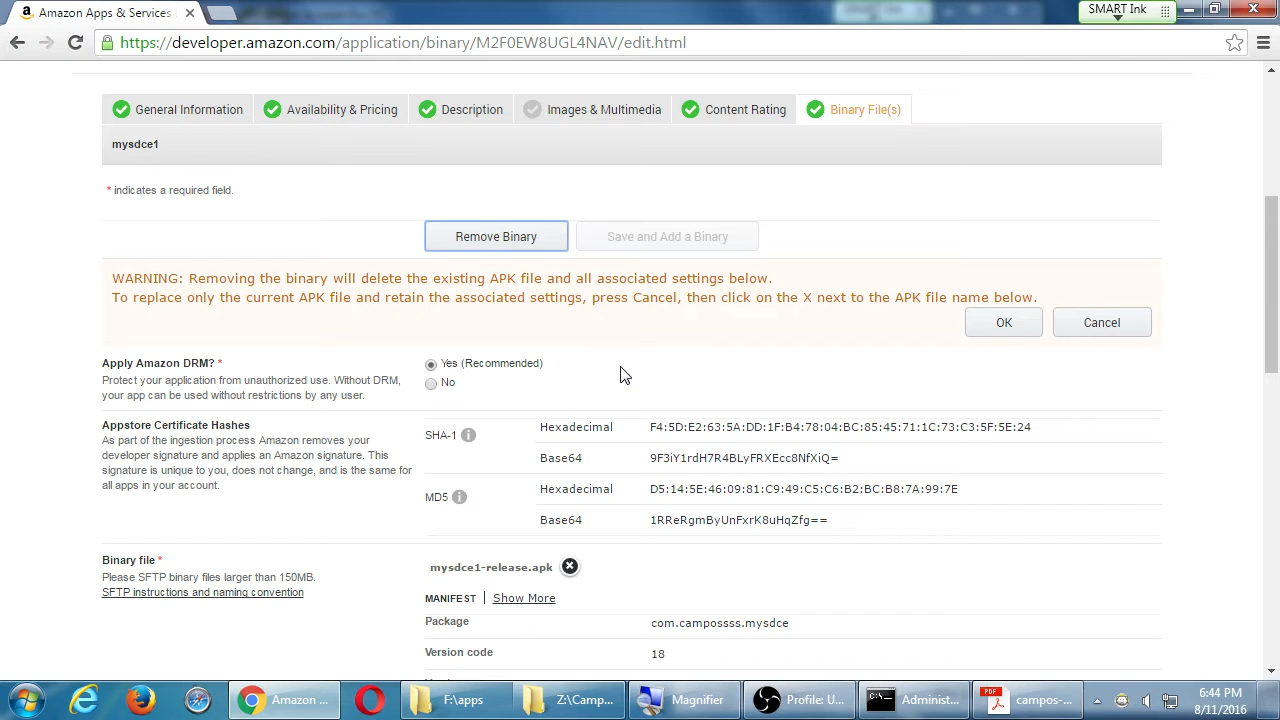 Amazon Apps & Services
SMART Ink
https://developer.amazon.com/application/binary/M2F0EW8UGL4NAV/edit.html
General Information
Availability & Pricing
Description
Images & Multimedia
Content Rating
Binary File(s)
mysdce1
* indicates a required field.
Remove Binary
Save and Add a Binary
WARNING: Removing the binary will delete the existing APK file and all associated settings below.
To replace only the current APK file and retain the associated settings, press Cancel, then click on the X next to the APK file name below.
OK
Cancel
Apply Amazon DRM? *
Protect your application from unauthorized use. Without DRM,
your app can be used without restrictions by any user.
Yes (Recommended)
No
Appstore Certificate Hashes
As part of the ingestion process Amazon removes your
developer signature and applies an Amazon signature. This
signature is unique to you, does not change, and is the same for
all apps in your account.
SHA-1
Hexadecimal
F4:5D:E2:63:5A:DD:1F:B4:78:04:BC:85:45:71:1C:73:C3:5F:5E:24
Base64
9F3iY1rdH7R4BLyFRXEcc8NfXiQ=
MD5
Hexadecimal
D5:14:5E:46:09:81:C9:49:C5:C6:B2:BC:B8:7A:99:7E
Base64
1RReRgmByUnFxrK8uHqZfg==
Binary file *
Please SFTP binary files larger than 150MB.
SFTP instructions and naming convention
mysdce1-release.apk
MANIFEST | Show More
Package
com.campossss.mysdce
Version code
18
Amazon ...
F:\apps
Z:\Camp...
Magnifier
Profile: U...
Administ...
campos-...
6:44 PM
8/11/2016